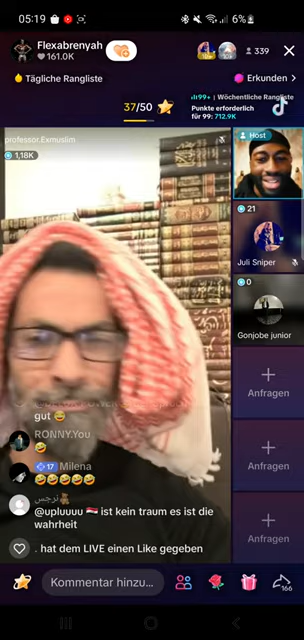 05:19
6%
Flexabrenyah
161.0K
339
Tägliche Rangliste
Erkunden >
37/50
99+ | Wöchentliche Rangliste
Punkte erforderlich
für 99: 712,9K
professor.Exmuslim
1,18K
Host
21
Juli Sniper
0
Gonjobe junior
Anfragen
Anfragen
Anfragen
gut 😂
RONNY.You
🤣
17 Milena
🤣🤣🤣🤣🤣
نرجس🧸
@upluuuu 🇾🇪 ist kein traum es ist die
wahrheit
. hat dem LIVE einen Like gegeben
Kommentar hinzu...
166